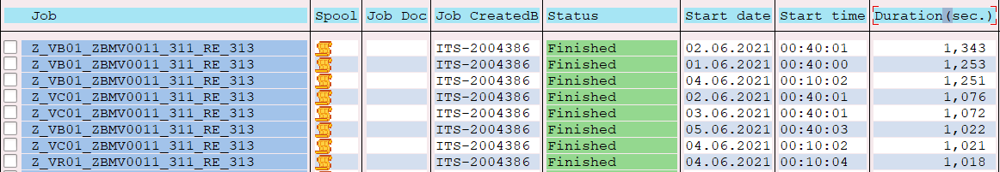 Job Spool Job Doc Job CreatedB Status Start date Start time Duration(sec.)
Z_VB01_ZBMV0011_311_RE_313 ITS-2004386 Finished 02.06.2021 00:40:01 1,343
Z_VB01_ZBMV0011_311_RE_313 ITS-2004386 Finished 01.06.2021 00:40:00 1,253
Z_VB01_ZBMV0011_311_RE_313 ITS-2004386 Finished 04.06.2021 00:10:02 1,251
Z_VC01_ZBMV0011_311_RE_313 ITS-2004386 Finished 02.06.2021 00:40:01 1,076
Z_VC01_ZBMV0011_311_RE_313 ITS-2004386 Finished 03.06.2021 00:40:01 1,072
Z_VB01_ZBMV0011_311_RE_313 ITS-2004386 Finished 05.06.2021 00:40:03 1,022
Z_VC01_ZBMV0011_311_RE_313 ITS-2004386 Finished 04.06.2021 00:10:02 1,021
Z_VR01_ZBMV0011_311_RE_313 ITS-2004386 Finished 04.06.2021 00:10:04 1,018